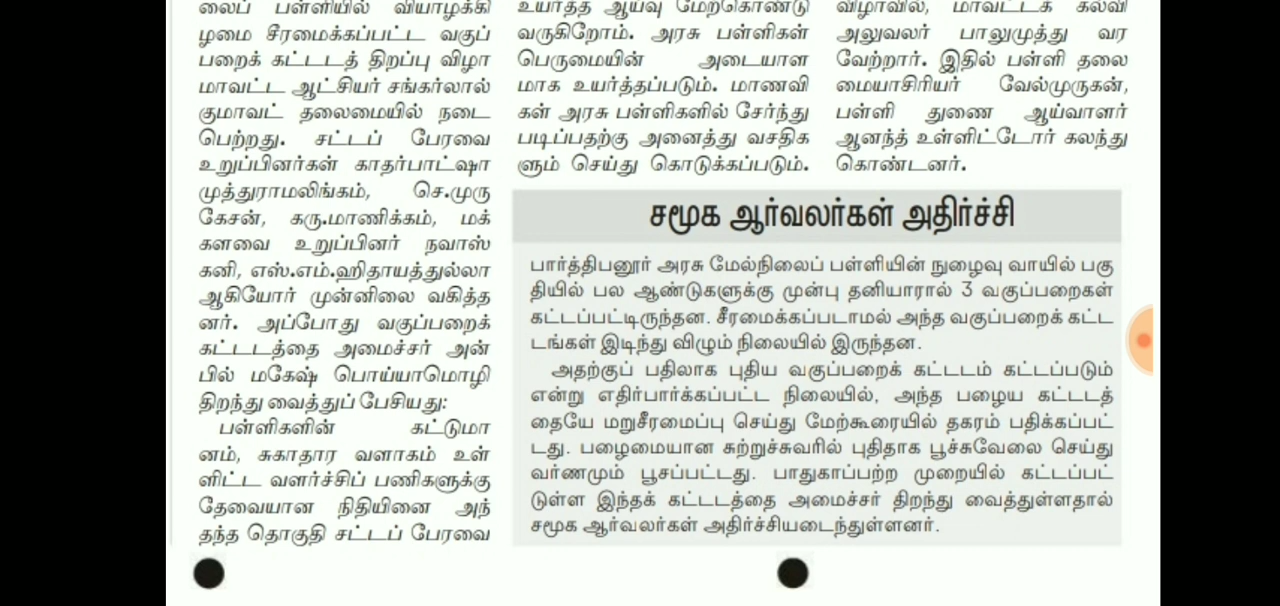 லைப் பள்ளியில் வியாழக்கி
ழமை சீரமைக்கப்பட்ட வகுப்
பறைக் கட்டடத் திறப்பு விழா
மாவட்ட ஆட்சியர் சங்கர்லால்
குமாவட் தலைமையில் நடை
பெற்றது. சட்டப் பேரவை
உறுப்பினர்கள் காதர்பாட்ஷா
முத்துராமலிங்கம், செ.முரு
கேசன், கரு.மாணிக்கம், மக்
களவை உறுப்பினர் நவாஸ்
கனி, எஸ்.எம்.ஹிதாயத்துல்லா
ஆகியோர் முன்னிலை வகித்த
னர். அப்போது வகுப்பறைக்
கட்டடத்தை அமைச்சர் அன்
பில் மகேஷ் பொய்யாமொழி
திறந்து வைத்துப் பேசியது:
பள்ளிகளின் கட்டுமா
னம், சுகாதார வளாகம் உள்
ளிட்ட வளர்ச்சிப் பணிகளுக்கு
தேவையான நிதியினை அந்
தந்த தொகுதி சட்டப் பேரவை
உயர்த்த ஆய்வு மேற்கொண்டு
வருகிறோம். அரசு பள்ளிகள்
பெருமையின் அடையாள
மாக உயர்த்தப்படும். மாணவி
கள் அரசு பள்ளிகளில் சேர்ந்து
படிப்பதற்கு அனைத்து வசதிக
ளும் செய்து கொடுக்கப்படும்.
விழாவில், மாவட்டக் கல்வி
அலுவலர் பாலுமுத்து வர
வேற்றார். இதில் பள்ளி தலை
மையாசிரியர் வேல்முருகன்,
பள்ளி துணை ஆய்வாளர்
ஆனந்த் உள்ளிட்டோர் கலந்து
கொண்டனர்.
சமூக ஆர்வலர்கள் அதிர்ச்சி
பார்த்திபனூர் அரசு மேல்நிலைப் பள்ளியின் நுழைவு வாயில் பகு
தியில் பல ஆண்டுகளுக்கு முன்பு தனியாரால் 3 வகுப்பறைகள்
கட்டப்பட்டிருந்தன. சீரமைக்கப்படாமல் அந்த வகுப்பறைக் கட்ட
டங்கள் இடிந்து விழும் நிலையில் இருந்தன.
அதற்குப் பதிலாக புதிய வகுப்பறைக் கட்டடம் கட்டப்படும்
என்று எதிர்பார்க்கப்பட்ட நிலையில், அந்த பழைய கட்டடத்
தையே மறுசீரமைப்பு செய்து மேற்கூரையில் தகரம் பதிக்கப்பட்
டது. பழைமையான சுற்றுச்சுவரில் புதிதாக பூச்சுவேலை செய்து
வர்ணமும் பூசப்பட்டது. பாதுகாப்பற்ற முறையில் கட்டப்பட்
டுள்ள இந்தக் கட்டடத்தை அமைச்சர் திறந்து வைத்துள்ளதால்
சமூக ஆர்வலர்கள் அதிர்ச்சியடைந்துள்ளனர்.